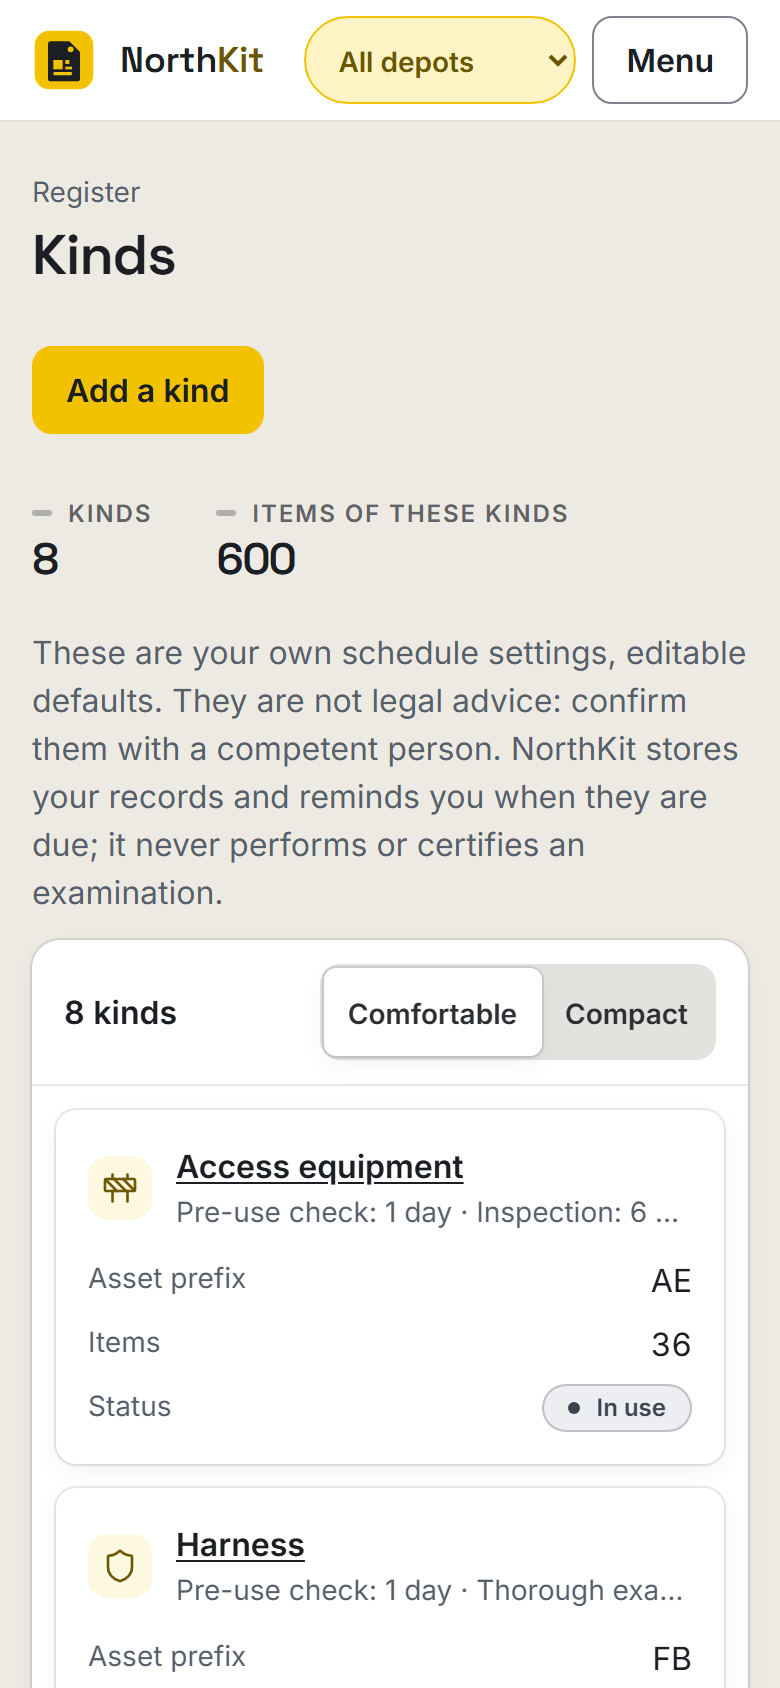 NorthKit
All depots
Menu
Register
Kinds
Add a kind
KINDS
8
ITEMS OF THESE KINDS
600
These are your own schedule settings, editable
defaults. They are not legal advice: confirm
them with a competent person. NorthKit stores
your records and reminds you when they are
due; it never performs or certifies an
examination.
8 kinds
Comfortable
Compact
Access equipment
Pre-use check: 1 day · Inspection: 6 ...
Asset prefix
AE
Items
36
Status
In use
Harness
Pre-use check: 1 day · Thorough exa...
Asset prefix
FB